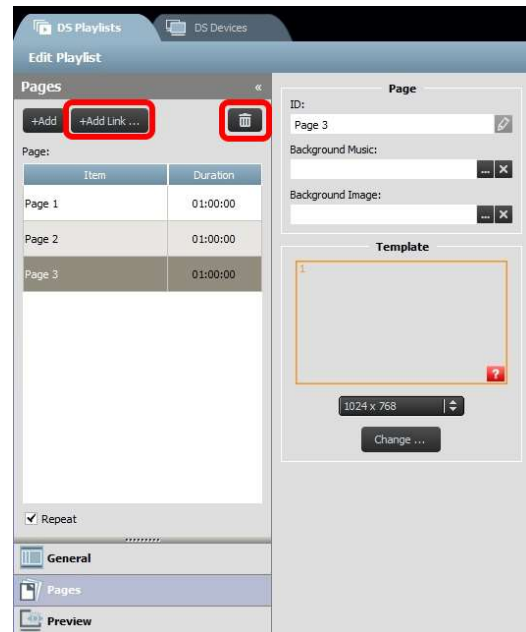 DS Playlists
DS Devices
Edit Playlist
Pages «
+Add
+Add Link ...
Page:
Item Duration
Page 1 01:00:00
Page 2 01:00:00
Page 3 01:00:00
Repeat
General
Pages
Preview
Page
ID:
Page 3
Background Music:
...
Background Image:
...
Template
1
?
1024 x 768
Change ...